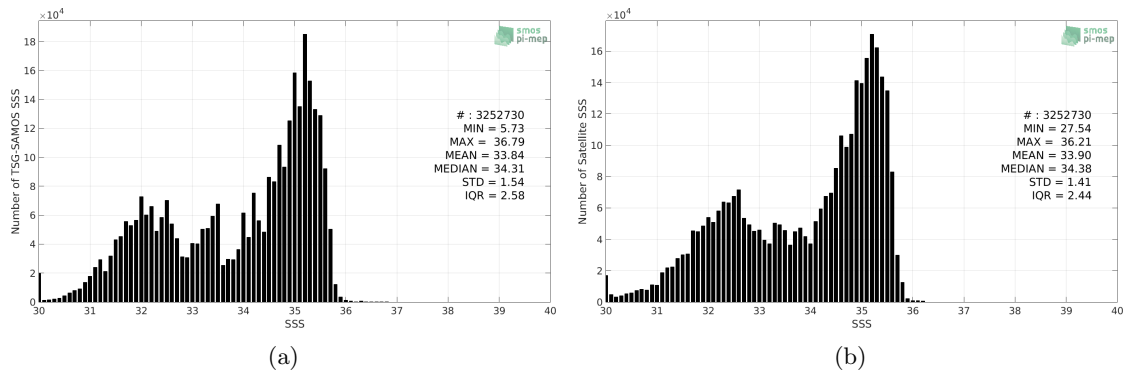 ×10⁴
smos
pi-mep
18
16
14
12
10
8
6
4
2
0
Number of TSG-SAMOS SSS
# : 3252730
MIN = 5.73
MAX = 36.79
MEAN = 33.84
MEDIAN = 34.31
STD = 1.54
IQR = 2.58
30 31 32 33 34 35 36 37 38 39 40
SSS
(a)
×10⁴
smos
pi-mep
16
14
12
10
8
6
4
2
0
Number of Satellite SSS
# : 3252730
MIN = 27.54
MAX = 36.21
MEAN = 33.90
MEDIAN = 34.38
STD = 1.41
IQR = 2.44
30 31 32 33 34 35 36 37 38 39 40
SSS
(b)